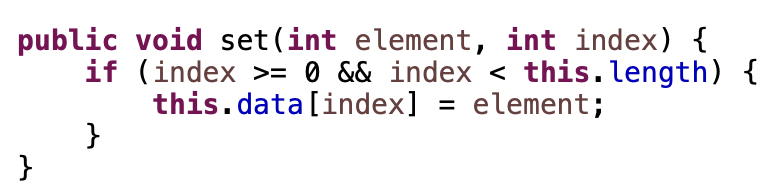 public void set(int element, int index) {
    if (index >= 0 && index < this.length) {
        this.data[index] = element;
    }
}